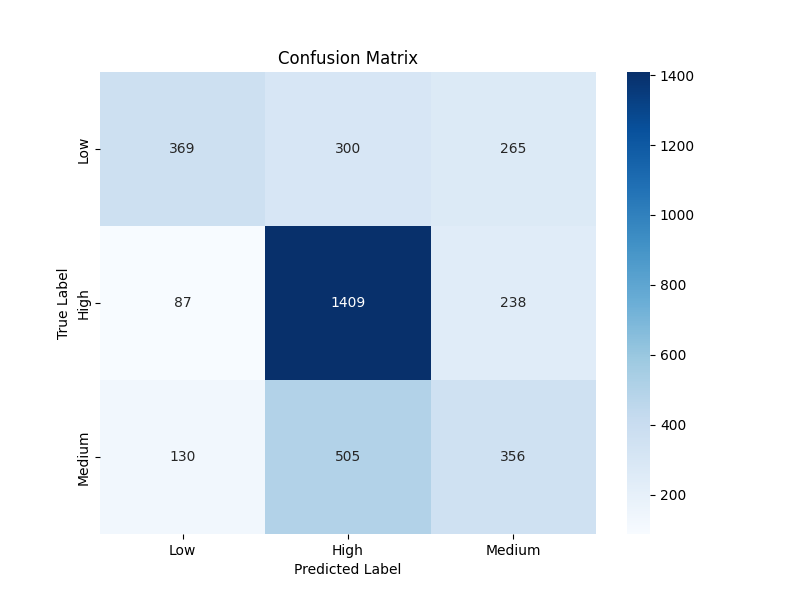 Confusion Matrix
True Label
Low
369 300 265
High
87 1409 238
Medium
130 505 356
Low High Medium
Predicted Label
1400
1200
1000
800
600
400
200